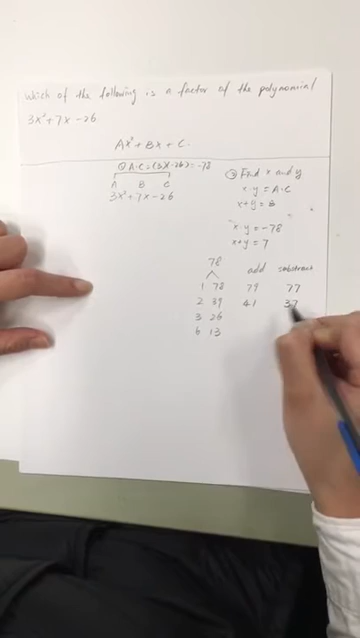 which of the following is a factor of the polynomial
3x²+7x-26
Ax²+Bx+C.
① A·C=(3)(-26)=-78
A B C
3x²+7x-26
② Find x and y
x·y=A·C
x+y=B
x·y=-78
x+y=7
78 add substract
1 78 79 77
2 39 41 37
3 26
6 13